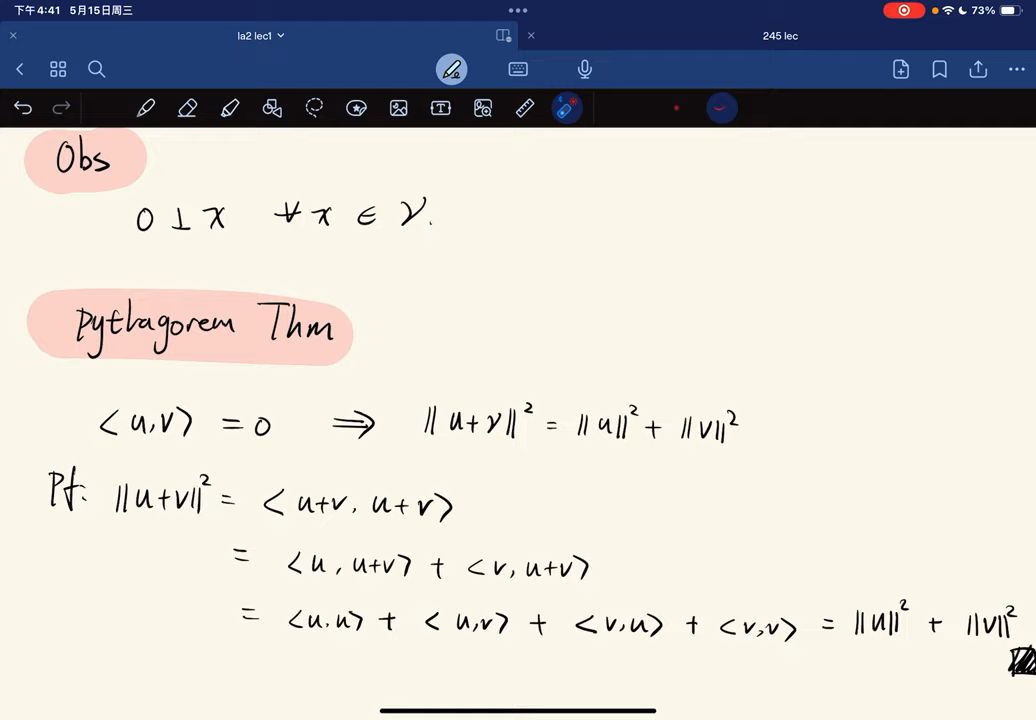 下午4:41 5月15日周三 73%
la2 lec1 245 lec
Obs
0 ⊥ x ∀ x ∈ V.
Pythagorem Thm
<u,v> = 0 ⟹ ||u+v||² = ||u||² + ||v||²
Pf: ||u+v||² = <u+v, u+v>
= <u, u+v> + <v, u+v>
= <u,u> + <u,v> + <v,u> + <v,v> = ||u||² + ||v||²